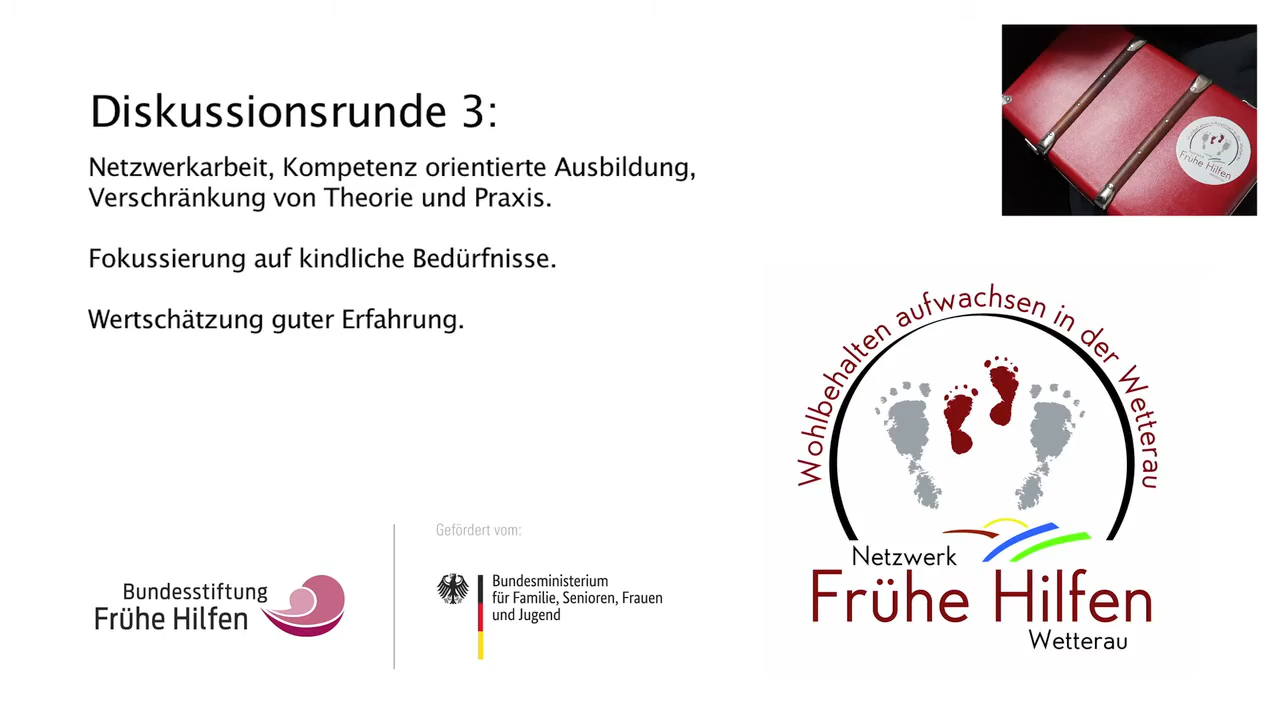 Diskussionsrunde 3:
Netzwerkarbeit, Kompetenz orientierte Ausbildung,
Verschränkung von Theorie und Praxis.
Fokussierung auf kindliche Bedürfnisse.
Wertschätzung guter Erfahrung.
Frühe Hilfen
Wohlbehalten aufwachsen in der Wetterau
Netzwerk
Frühe Hilfen
Wetterau
Bundesstiftung
Frühe Hilfen
Gefördert vom:
Bundesministerium
für Familie, Senioren, Frauen
und Jugend